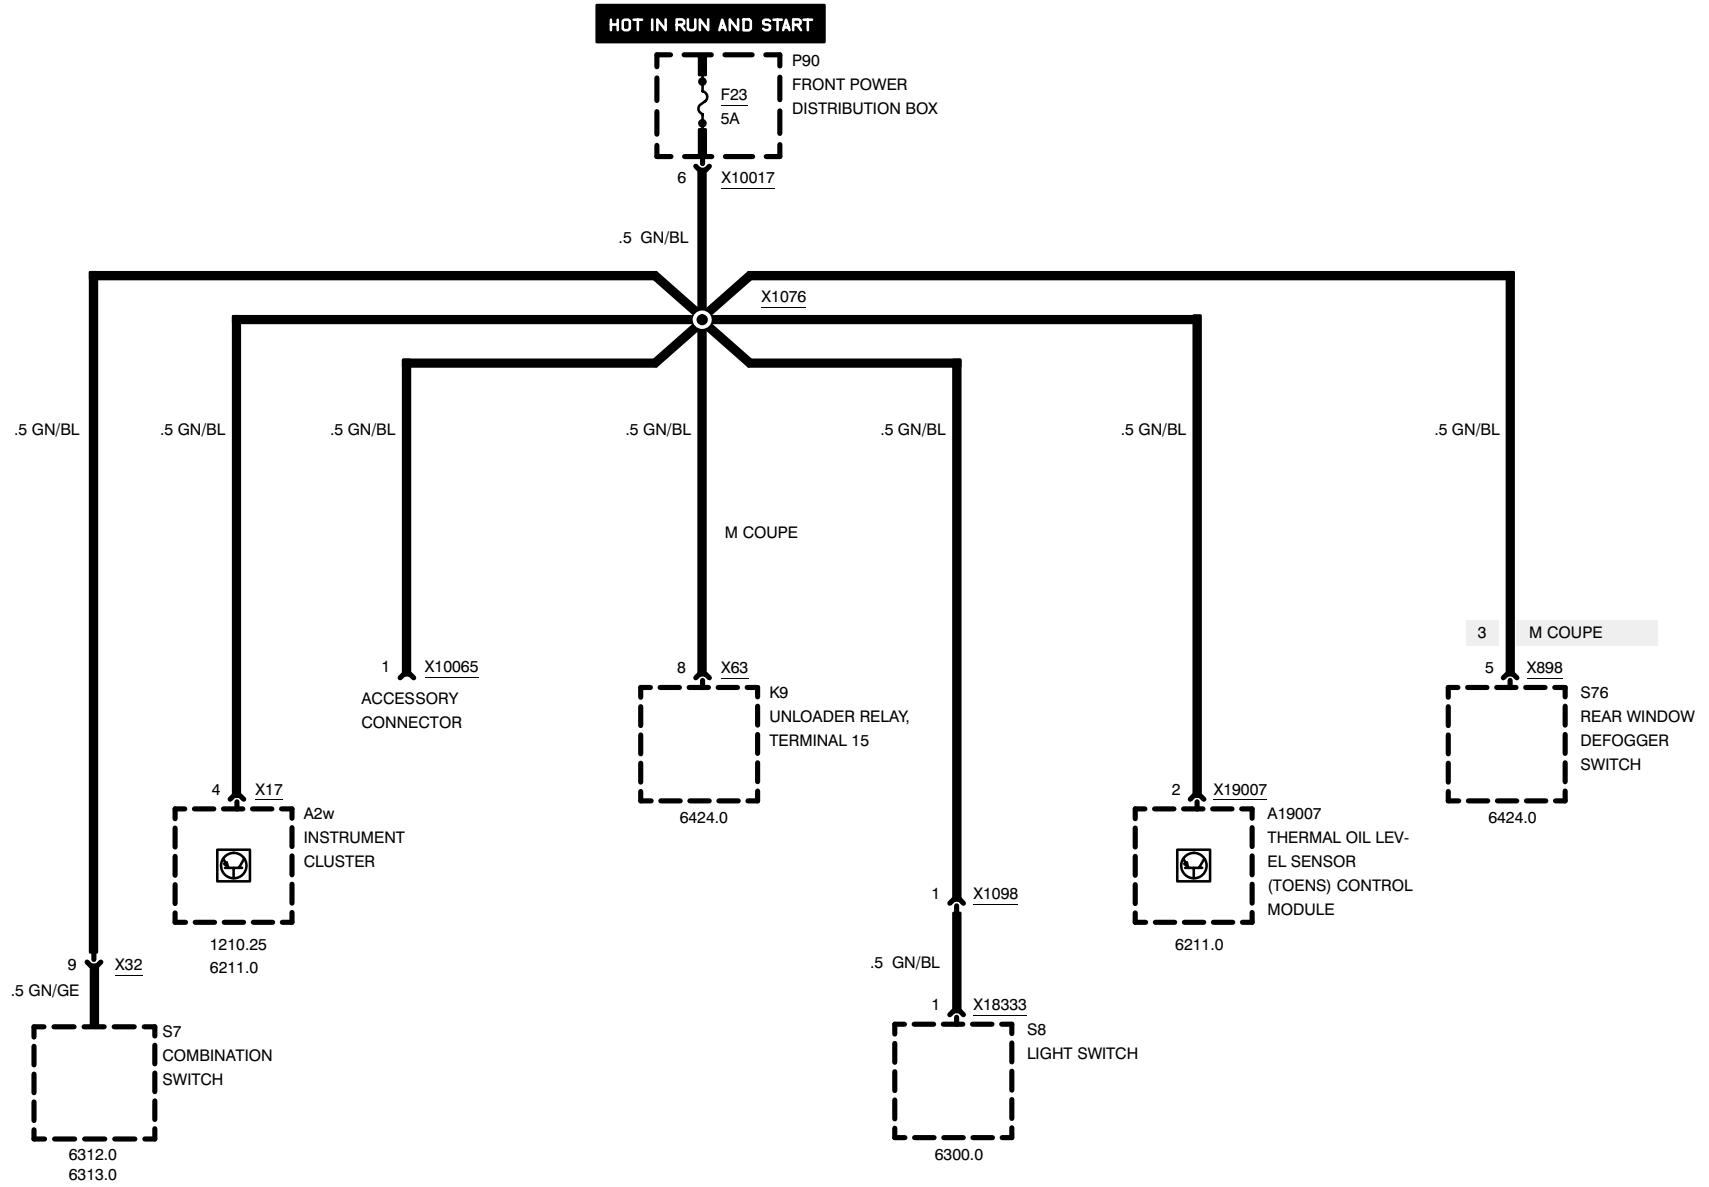 HOT IN RUN AND START
P90
FRONT POWER
DISTRIBUTION BOX
F23
5A
6 X10017
.5 GN/BL
X1076
.5 GN/BL
.5 GN/BL
.5 GN/BL
.5 GN/BL
.5 GN/BL
.5 GN/BL
.5 GN/BL
M COUPE
3 M COUPE
1 X10065
ACCESSORY
CONNECTOR
8 X63
K9
UNLOADER RELAY,
TERMINAL 15
6424.0
5 X898
S76
REAR WINDOW
DEFOGGER
SWITCH
6424.0
4 X17
A2w
INSTRUMENT
CLUSTER
1210.25
6211.0
2 X19007
A19007
THERMAL OIL LEV-
EL SENSOR
(TOENS) CONTROL
MODULE
6211.0
1 X1098
.5 GN/BL
1 X18333
S8
LIGHT SWITCH
6300.0
9 X32
.5 GN/GE
S7
COMBINATION
SWITCH
6312.0
6313.0